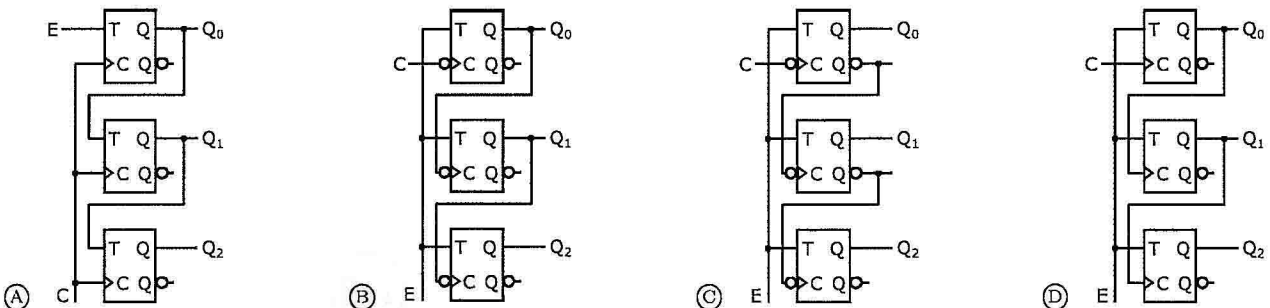 E T Q Q₀
C Q
T Q Q₁
C Q
T Q Q₂
C Q
Ⓐ C
T Q Q₀
C C Q
T Q Q₁
C Q
T Q Q₂
C Q
Ⓑ E
T Q Q₀
C C Q
T Q Q₁
C Q
T Q Q₂
C Q
Ⓒ E
T Q Q₀
C C Q
T Q Q₁
C Q
T Q Q₂
C Q
Ⓓ E